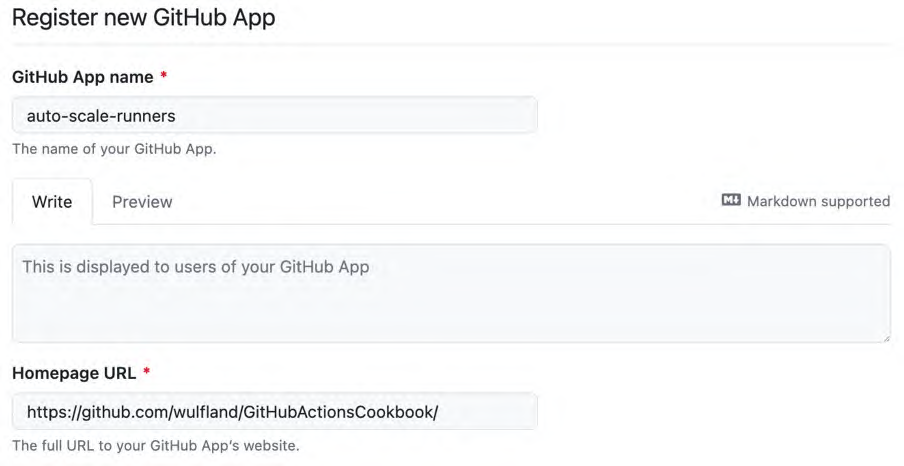 Register new GitHub App
GitHub App name *
auto-scale-runners
The name of your GitHub App.
Write Preview Markdown supported
This is displayed to users of your GitHub App
Homepage URL *
https://github.com/wulfland/GitHubActionsCookbook/
The full URL to your GitHub App's website.